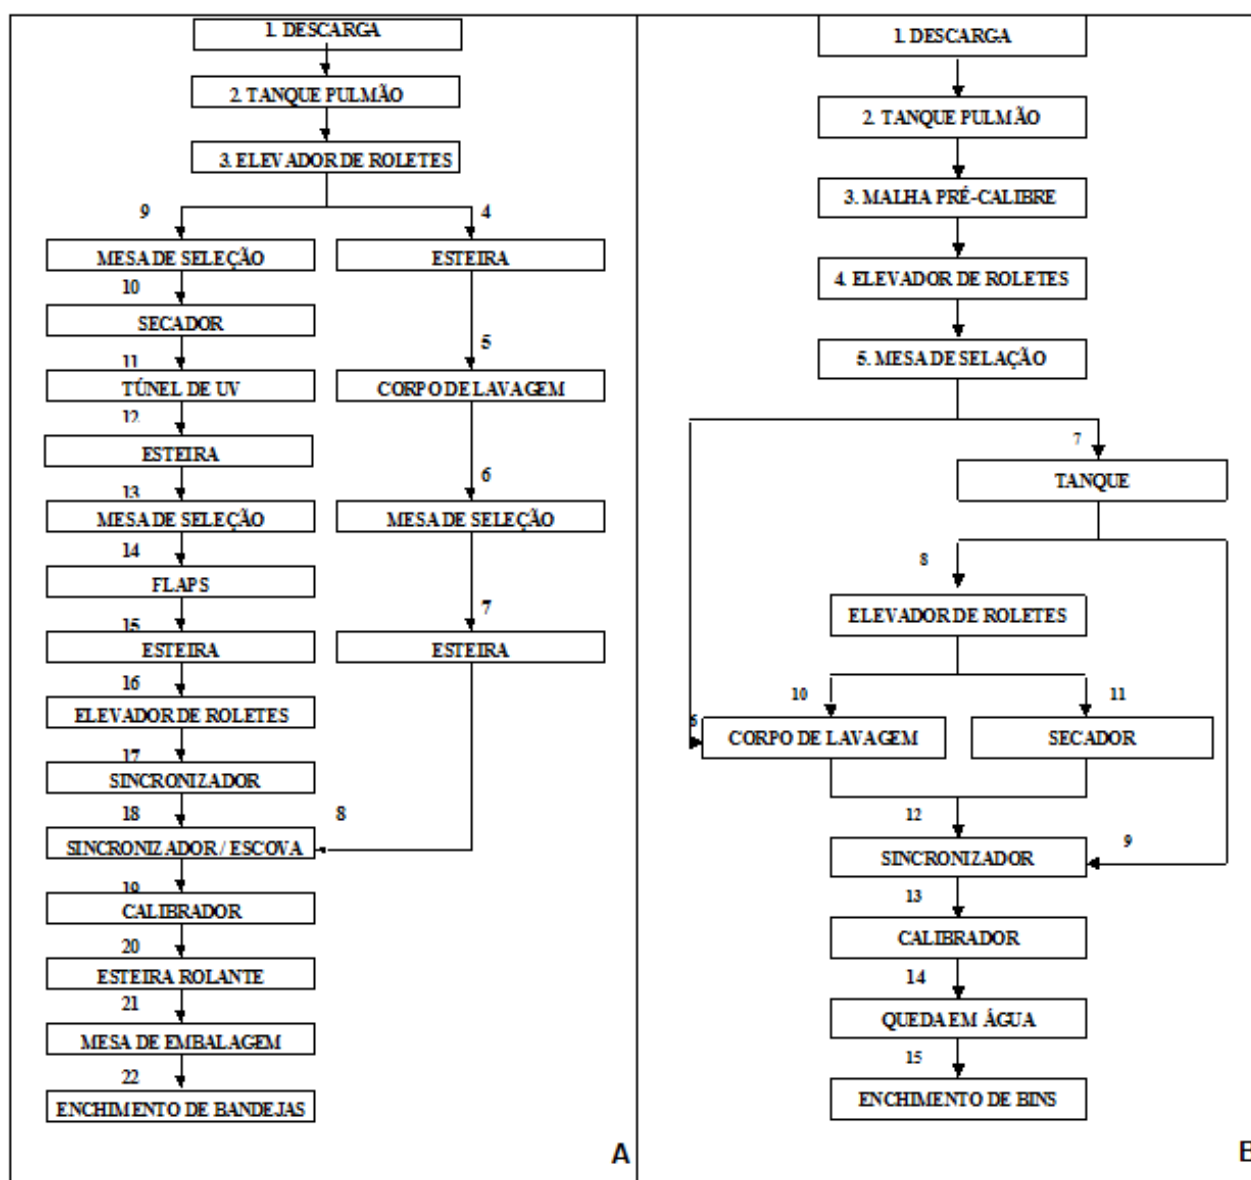 1. DESCARGA
2. TANQUE PULMÃO
3. ELEVADOR DE ROLETES
9
4
MESA DE SELEÇÃO
ESTEIRA
10
SECADOR
5
11
TÚNEL DE UV
CORPO DE LAVAGEM
12
ESTEIRA
6
13
MESA DE SELEÇÃO
MESA DE SELEÇÃO
14
FLAPS
7
15
ESTEIRA
ESTEIRA
16
ELEVADOR DE ROLETES
17
SINCRONIZADOR
18
8
SINCRONIZADOR / ESCOVA
19
CALIBRADOR
20
ESTEIRA ROLANTE
21
MESA DE EMBALAGEM
22
ENCHIMENTO DE BANDEJAS
A
1. DESCARGA
2. TANQUE PULMÃO
3. MALHA PRÉ-CALIBRE
4. ELEVADOR DE ROLETES
5. MESA DE SELAÇÃO
7
TANQUE
8
ELEVADOR DE ROLETES
10
11
6
CORPO DE LAVAGEM
SECADOR
12
9
SINCRONIZADOR
13
CALIBRADOR
14
QUEDA EM ÁGUA
15
ENCHIMENTO DE BINS
B